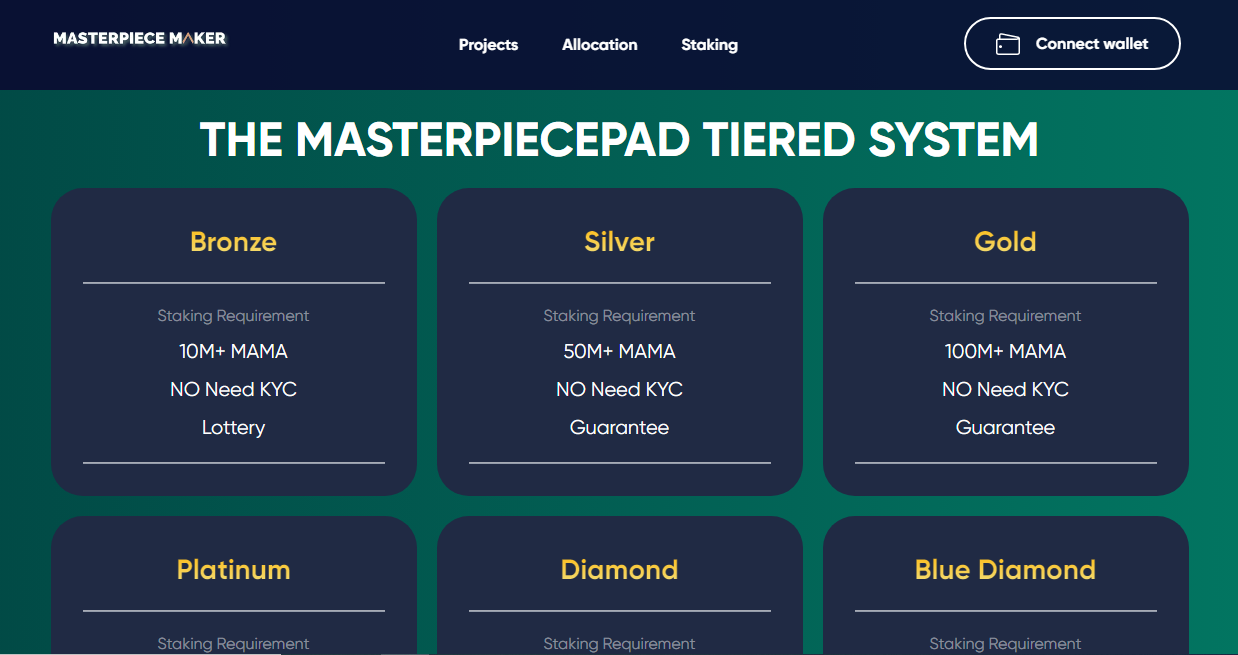 MASTERPIECE MAKER
Projects
Allocation
Staking
Connect wallet
THE MASTERPIECEPAD TIERED SYSTEM
Bronze
Staking Requirement
10M+ MAMA
NO Need KYC
Lottery
Silver
Staking Requirement
50M+ MAMA
NO Need KYC
Guarantee
Gold
Staking Requirement
100M+ MAMA
NO Need KYC
Guarantee
Platinum
Staking Requirement
Diamond
Staking Requirement
Blue Diamond
Staking Requirement